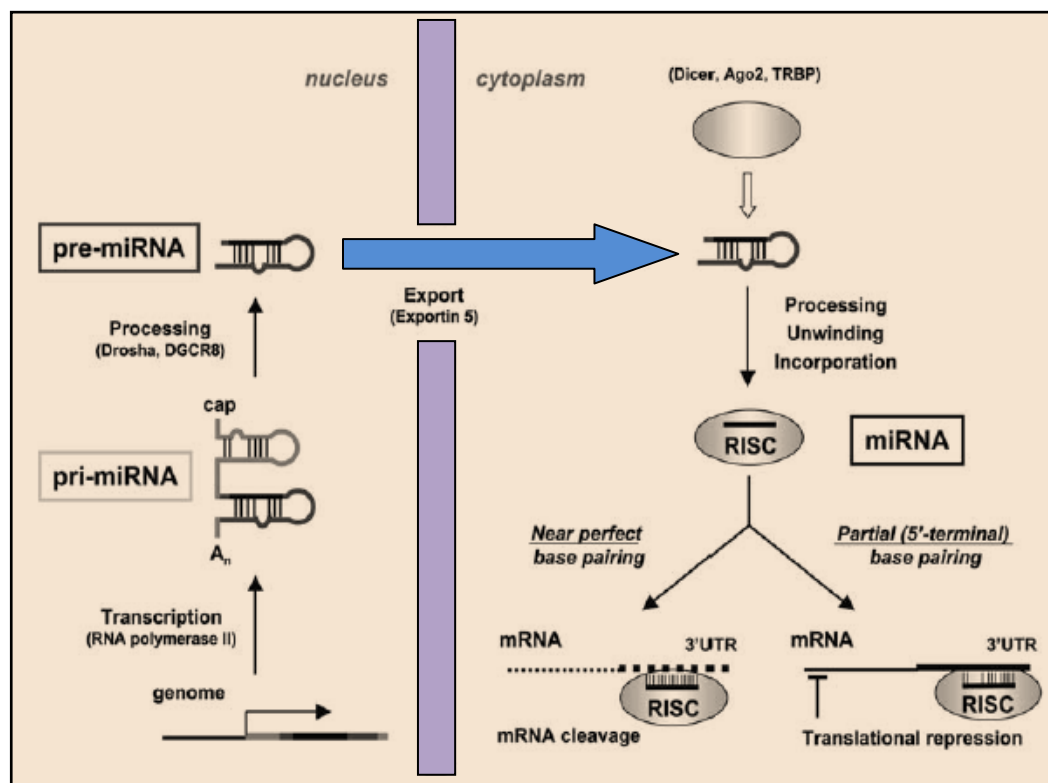 nucleus
cytoplasm
(Dicer, Ago2, TRBP)
pre-miRNA
Export
(Exportin 5)
Processing
(Drosha, DGCR8)
Processing
Unwinding
Incorporation
cap
pri-miRNA
An
RISC
miRNA
Near perfect
base pairing
Partial (5'-terminal)
base pairing
Transcription
(RNA polymerase II)
genome
mRNA
3'UTR
RISC
mRNA cleavage
mRNA
3'UTR
RISC
Translational repression